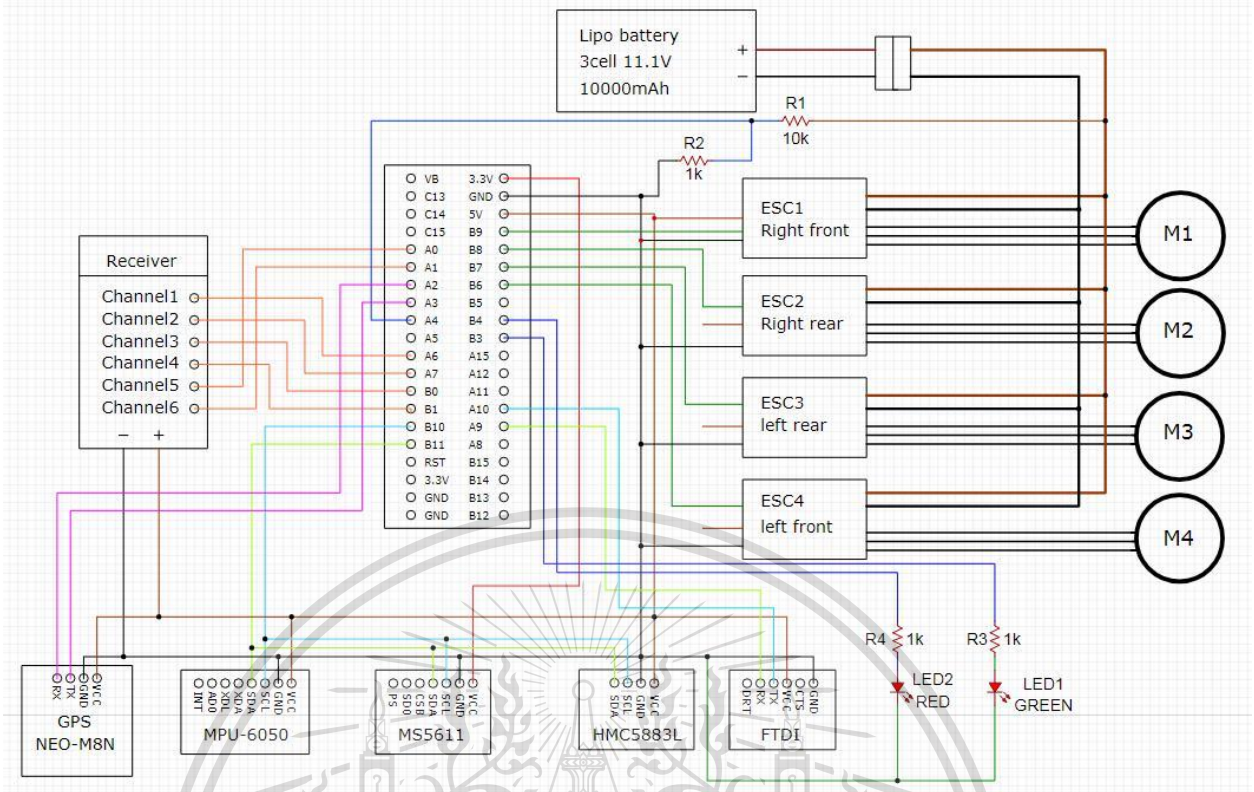 Lipo battery
3cell 11.1V
10000mAh
+
−
R1
10k
R2
1k
VB 3.3V
C13 GND
C14 5V
C15 B9
A0 B8
A1 B7
A2 B6
A3 B5
A4 B4
A5 B3
A6 A15
A7 A12
B0 A11
B1 A10
B10 A9
B11 A8
RST B15
3.3V B14
GND B13
GND B12
Receiver
Channel1
Channel2
Channel3
Channel4
Channel5
Channel6
− +
ESC1
Right front
ESC2
Right rear
ESC3
left rear
ESC4
left front
M1
M2
M3
M4
R4 1k
R3 1k
LED2
RED
LED1
GREEN
RX TX GND VCC
GPS
NEO-M8N
INT AD0 XDL XDA SDA SCL GND VCC
MPU-6050
PS SD0 CSB SDA SCL GND VCC
MS5611
SDA SCL GND VCC
HMC5883L
DRT RX TX VCC CTS GND
FTDI